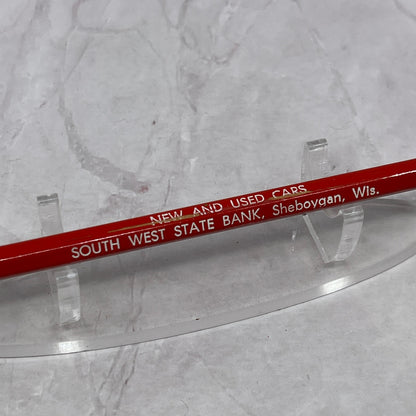 NEW AND USED CARS
SOUTH WEST STATE BANK, Sheboygan, Wis.